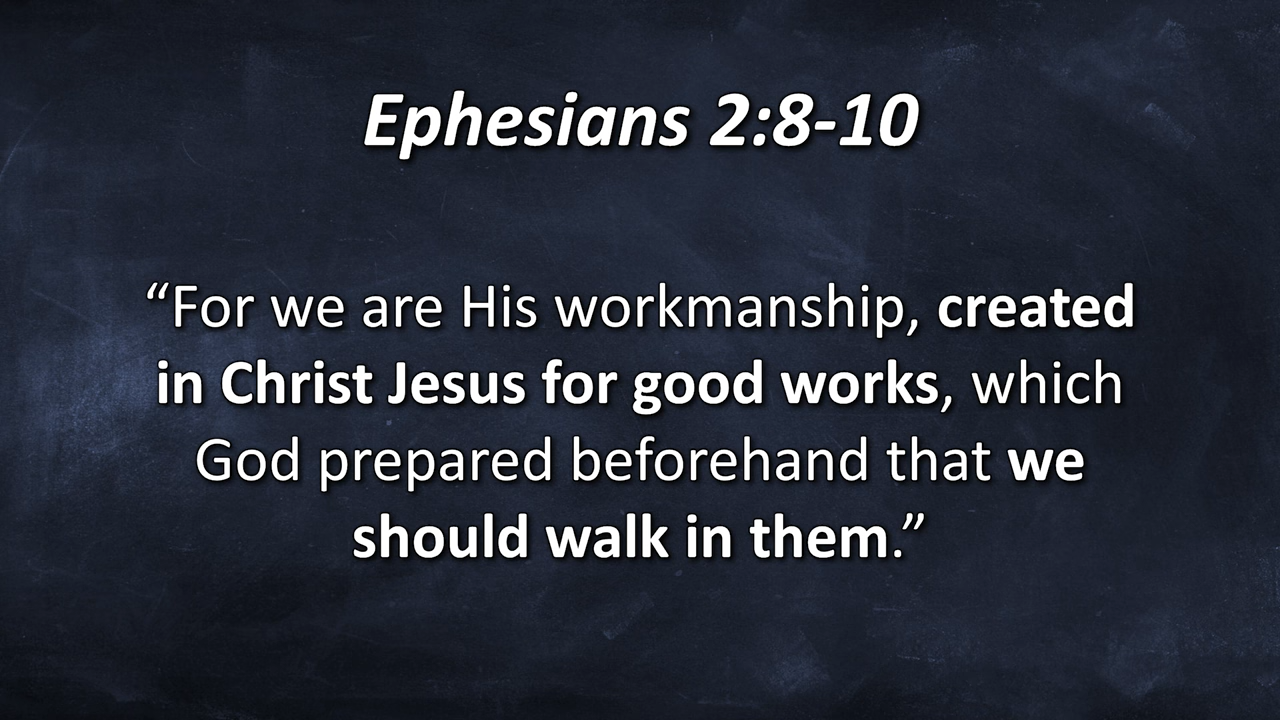 Ephesians 2:8-10
“For we are His workmanship, created
in Christ Jesus for good works, which
God prepared beforehand that we
should walk in them.”